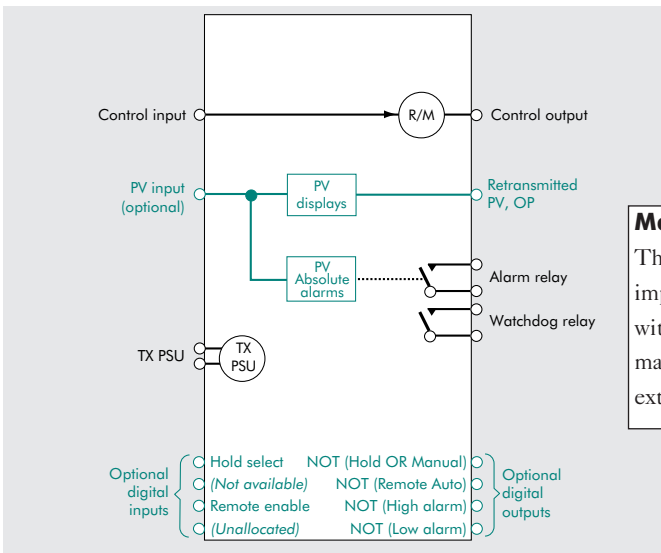 Control input
R/M
Control output
PV input
(optional)
PV
displays
Retransmitted
PV, OP
PV
Absolute
alarms
Alarm relay
Watchdog relay
TX PSU
TX
PSU
Optional
digital
inputs
Hold select
NOT (Hold OR Manual)
(Not available)
NOT (Remote Auto)
Remote enable
NOT (High alarm)
(Unallocated)
NOT (Low alarm)
Optional
digital
outputs